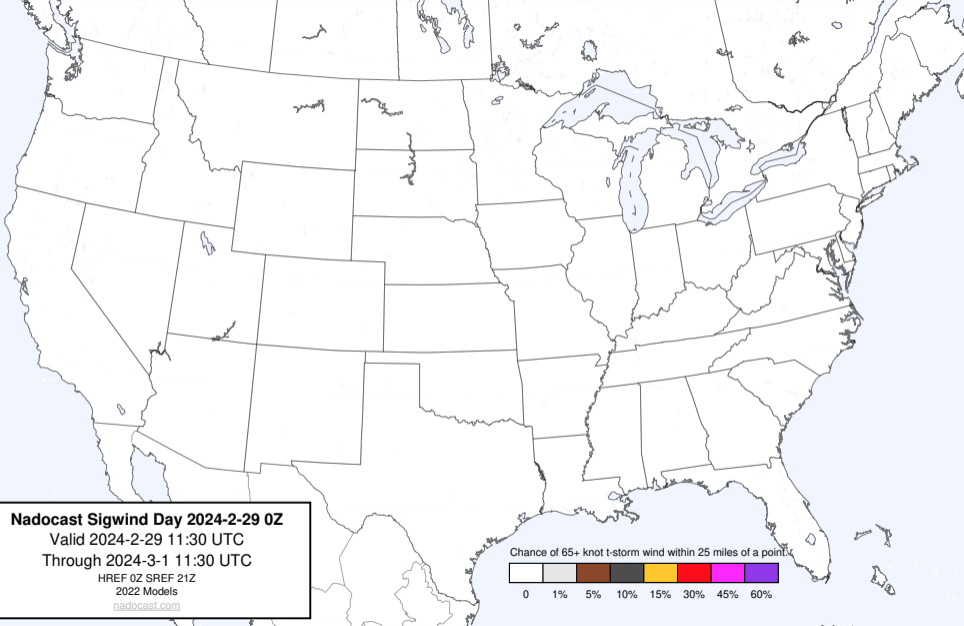 Nadocast Sigwind Day 2024-2-29 0Z
Valid 2024-2-29 11:30 UTC
Through 2024-3-1 11:30 UTC
HREF 0Z SREF 21Z
2022 Models
nadocast.com
Chance of 65+ knot t-storm wind within 25 miles of a point.
0 1% 5% 10% 15% 30% 45% 60%